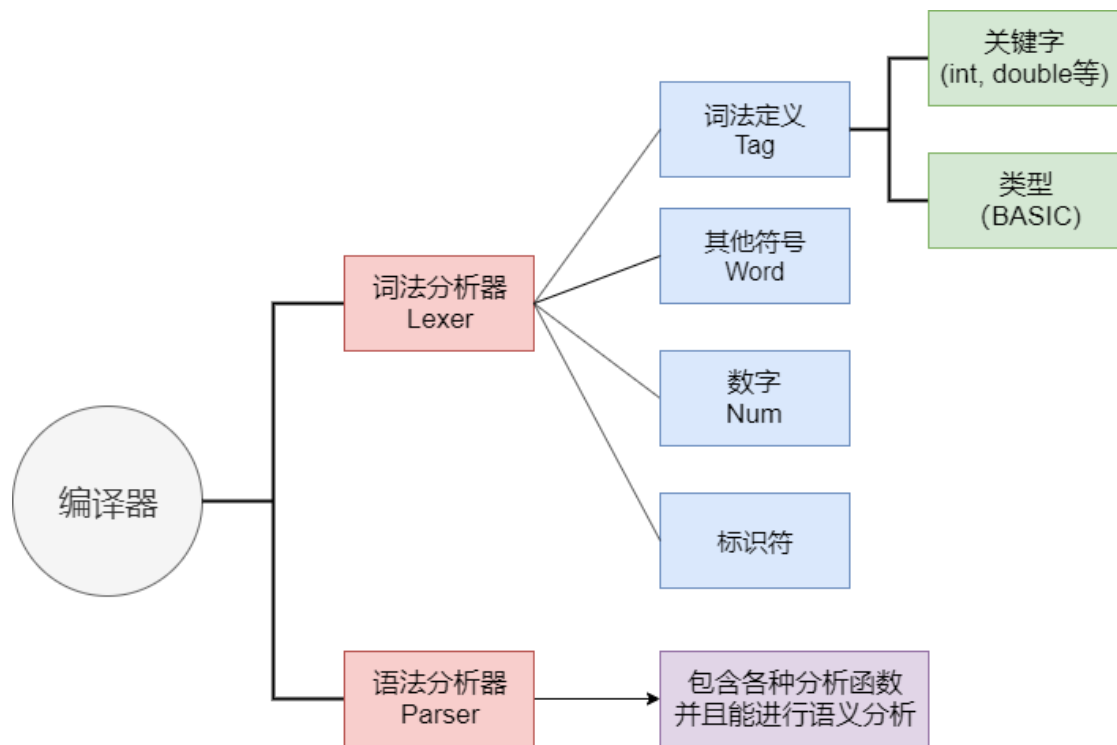 关键字
(int, double等)
词法定义
Tag
类型
（BASIC)
其他符号
Word
词法分析器
Lexer
数字
Num
编译器
标识符
语法分析器
Parser
包含各种分析函数
并且能进行语义分析